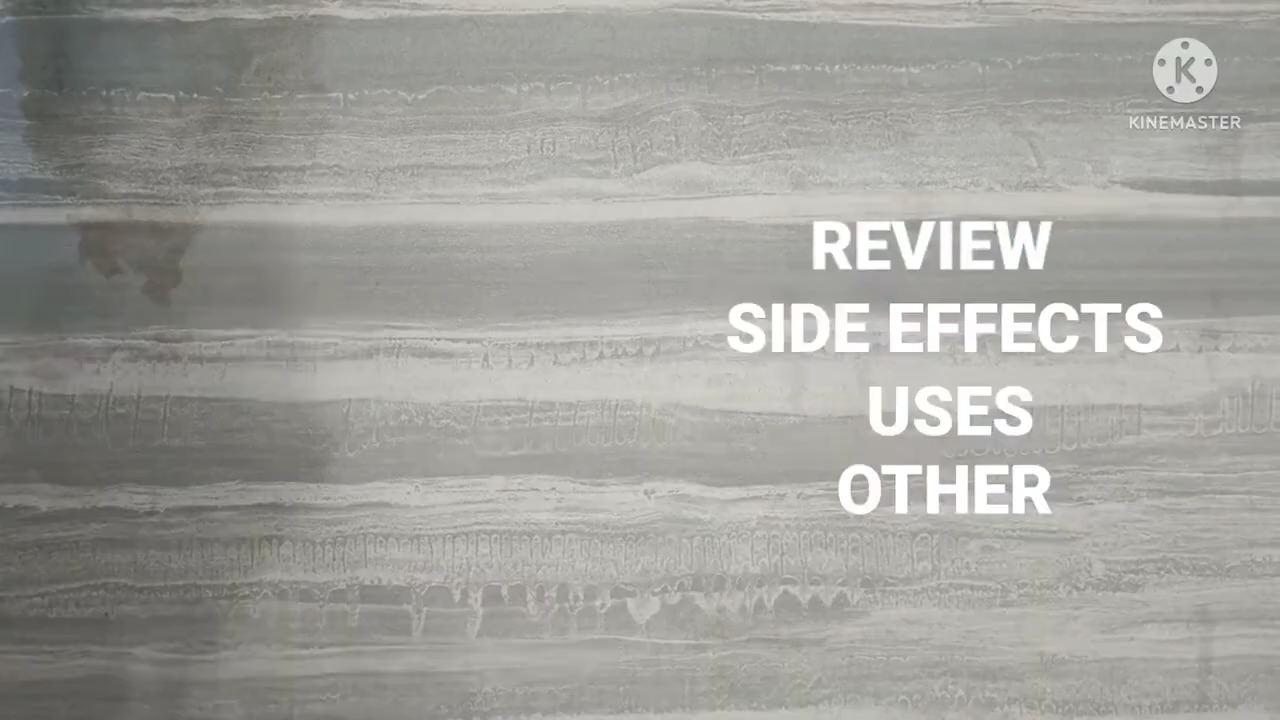 K
KINEMASTER
REVIEW
SIDE EFFECTS
USES
OTHER